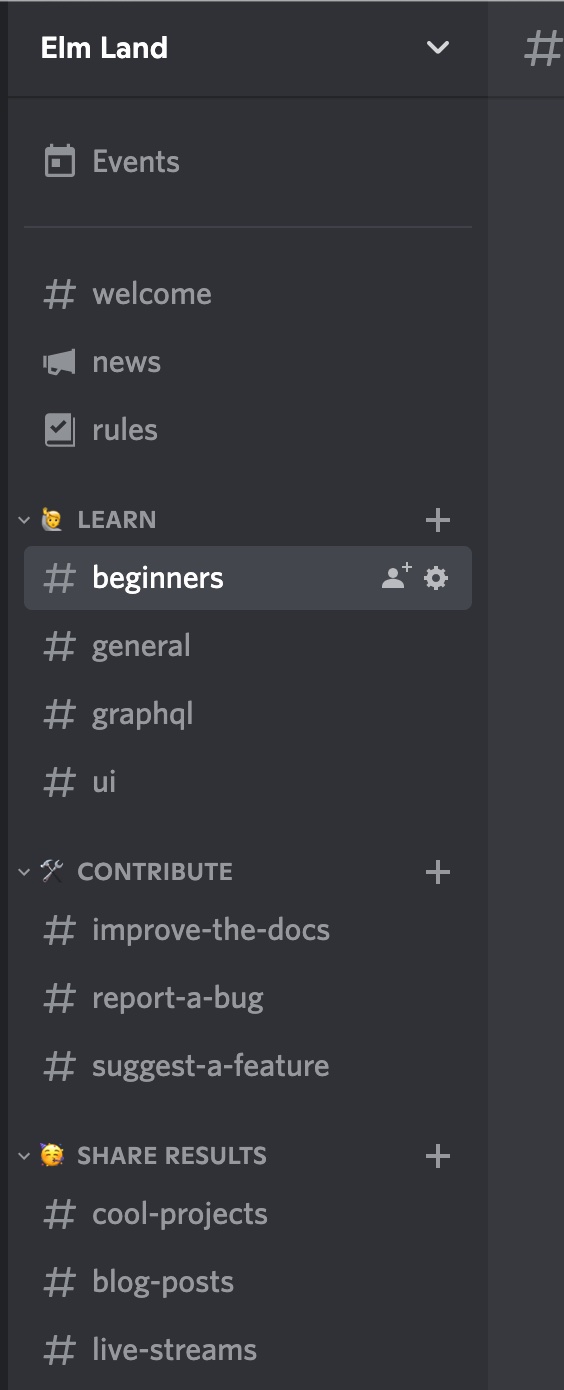 Elm Land
Events
# welcome
news
rules
🙋 LEARN +
# beginners
# general
# graphql
# ui
🛠️ CONTRIBUTE +
# improve-the-docs
# report-a-bug
# suggest-a-feature
🥳 SHARE RESULTS +
# cool-projects
# blog-posts
# live-streams